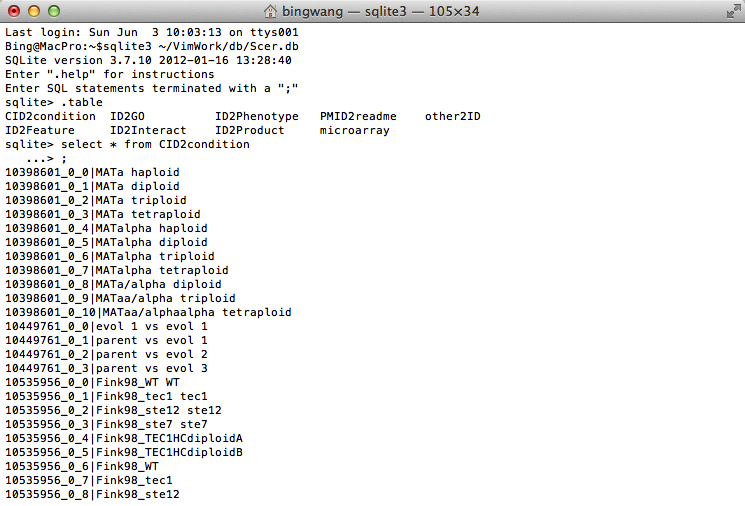 bingwang — sqlite3 — 105×34
Last login: Sun Jun  3 10:03:13 on ttys001
Bing@MacPro:~$sqlite3 ~/VimWork/db/Scer.db
SQLite version 3.7.10 2012-01-16 13:28:40
Enter ".help" for instructions
Enter SQL statements terminated with a ";"
sqlite> .table
CID2condition  ID2GO          ID2Phenotype   PMID2readme    other2ID
ID2Feature     ID2Interact    ID2Product     microarray
sqlite> select * from CID2condition
   ...> ;
10398601_0_0|MATa haploid
10398601_0_1|MATa diploid
10398601_0_2|MATa triploid
10398601_0_3|MATa tetraploid
10398601_0_4|MATalpha haploid
10398601_0_5|MATalpha diploid
10398601_0_6|MATalpha triploid
10398601_0_7|MATalpha tetraploid
10398601_0_8|MATa/alpha diploid
10398601_0_9|MATaa/alpha triploid
10398601_0_10|MATaa/alphaalpha tetraploid
10449761_0_0|evol 1 vs evol 1
10449761_0_1|parent vs evol 1
10449761_0_2|parent vs evol 2
10449761_0_3|parent vs evol 3
10535956_0_0|Fink98_WT WT
10535956_0_1|Fink98_tec1 tec1
10535956_0_2|Fink98_ste12 ste12
10535956_0_3|Fink98_ste7 ste7
10535956_0_4|Fink98_TEC1HCdiploidA
10535956_0_5|Fink98_TEC1HCdiploidB
10535956_0_6|Fink98_WT
10535956_0_7|Fink98_tec1
10535956_0_8|Fink98_ste12